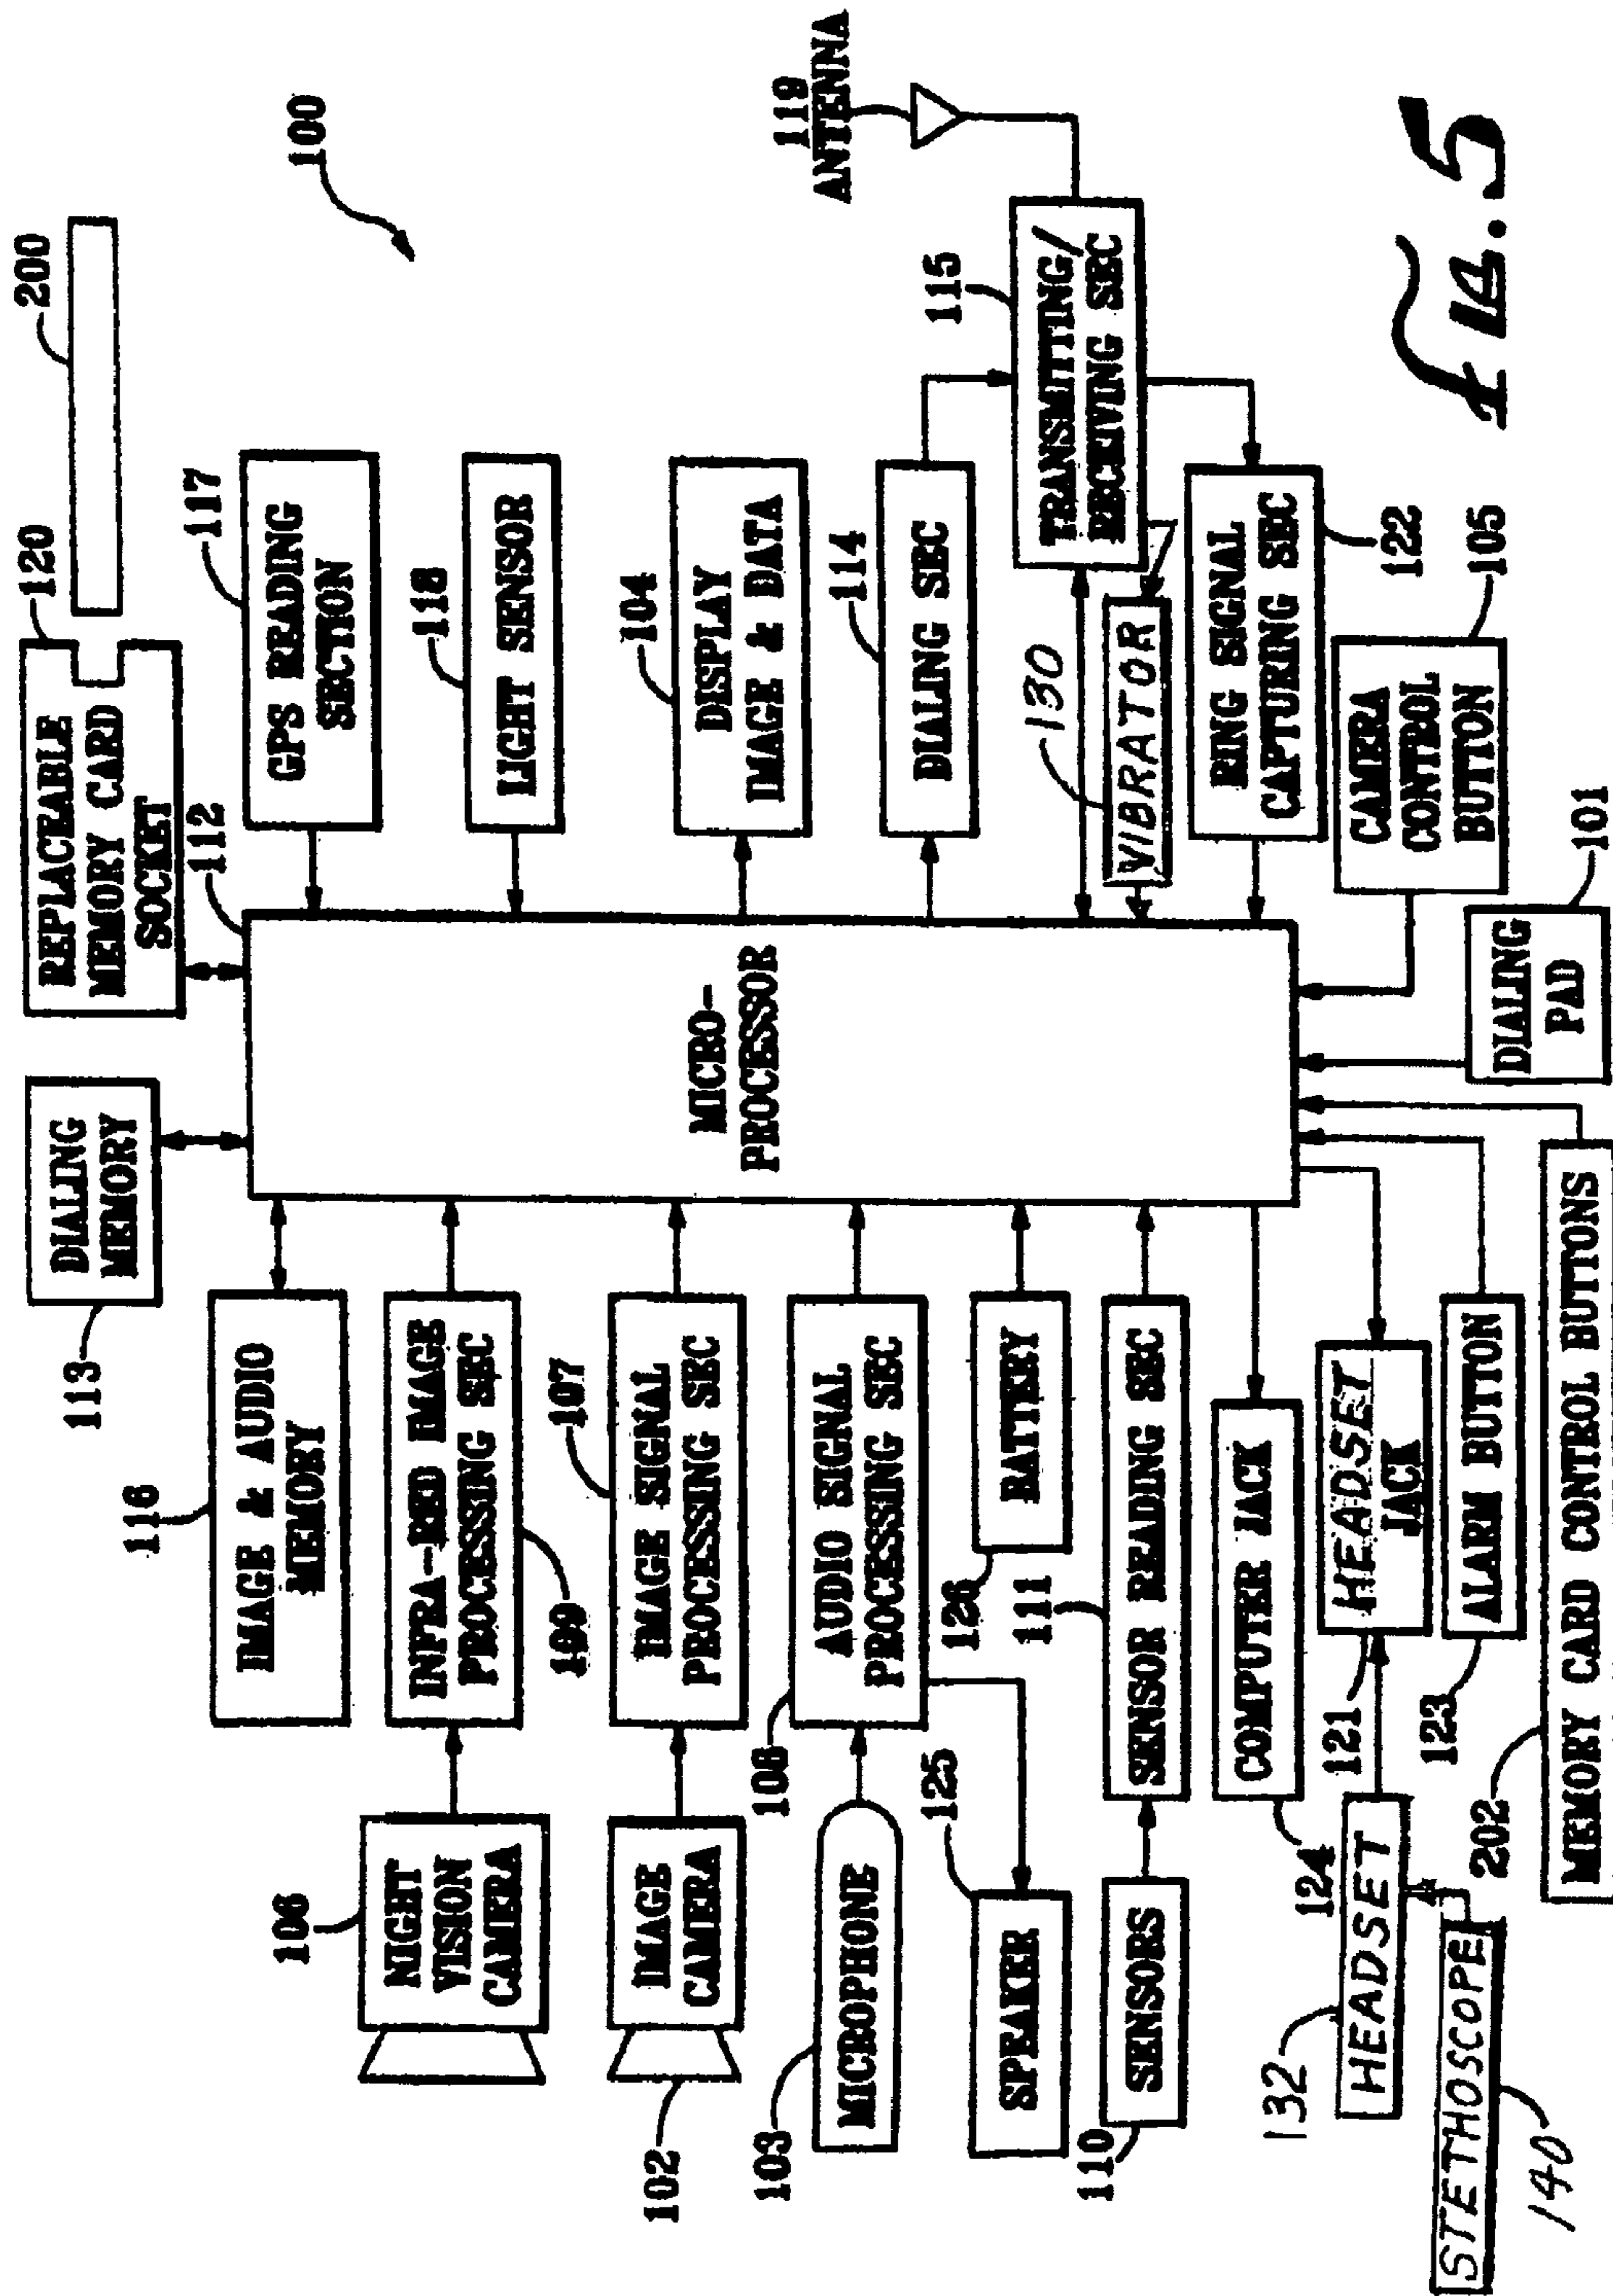 100
200
120
REPLACEABLE
MEMORY CARD
SOCKET
112
DIALING
MEMORY
113
117
GPS READING
SECTION
118
LIGHT SENSOR
104
DISPLAY
IMAGE & DATA
114
DIALING SEC
119
ANTENNA
115
TRANSMITTING/
RECEIVING SEC
130
VIBRATOR
RING SIGNAL
CAPTURING SEC
122
CAMERA
CONTROL
BUTTON
105
DIALING
PAD
101
MICRO-
PROCESSOR
116
IMAGE & AUDIO
MEMORY
INFRA-RED IMAGE
PROCESSING SEC
109
107
IMAGE SIGNAL
PROCESSING SEC
AUDIO SIGNAL
PROCESSING SEC
108
BATTERY
126
111
SENSOR READING SEC
COMPUTER JACK
124
HEADSET
JACK
121
ALARM BUTTON
123
MEMORY CARD CONTROL BUTTONS
202
106
NIGHT
VISION
CAMERA
IMAGE
CAMERA
102
MICROPHONE
103
125
SPEAKER
SENSORS
110
132
HEADSET
STETHOSCOPE
140
FIG. 5